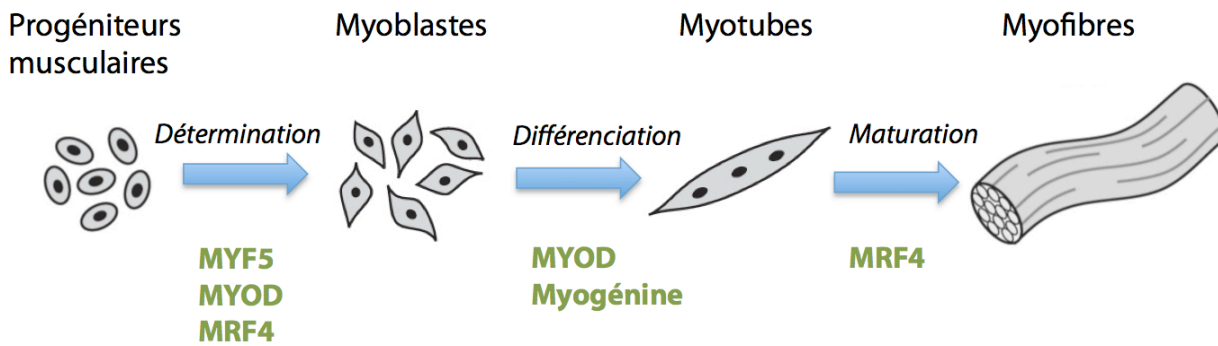 Progéniteurs
musculaires
Myoblastes
Myotubes
Myofibres
Détermination
Différenciation
Maturation
MYF5
MYOD
MRF4
MYOD
Myogénine
MRF4